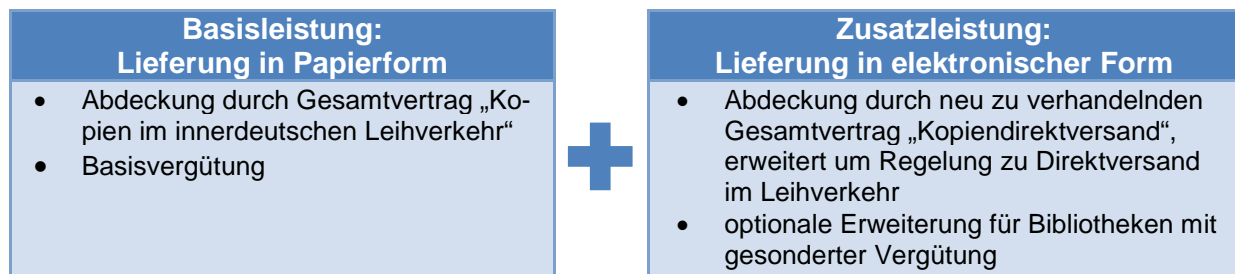 Basisleistung:
Lieferung in Papierform
• Abdeckung durch Gesamtvertrag „Ko-
pien im innerdeutschen Leihverkehr“
• Basisvergütung
Zusatzleistung:
Lieferung in elektronischer Form
• Abdeckung durch neu zu verhandelnden
Gesamtvertrag „Kopiendirektversand“,
erweitert um Regelung zu Direktversand
im Leihverkehr
• optionale Erweiterung für Bibliotheken mit
gesonderter Vergütung